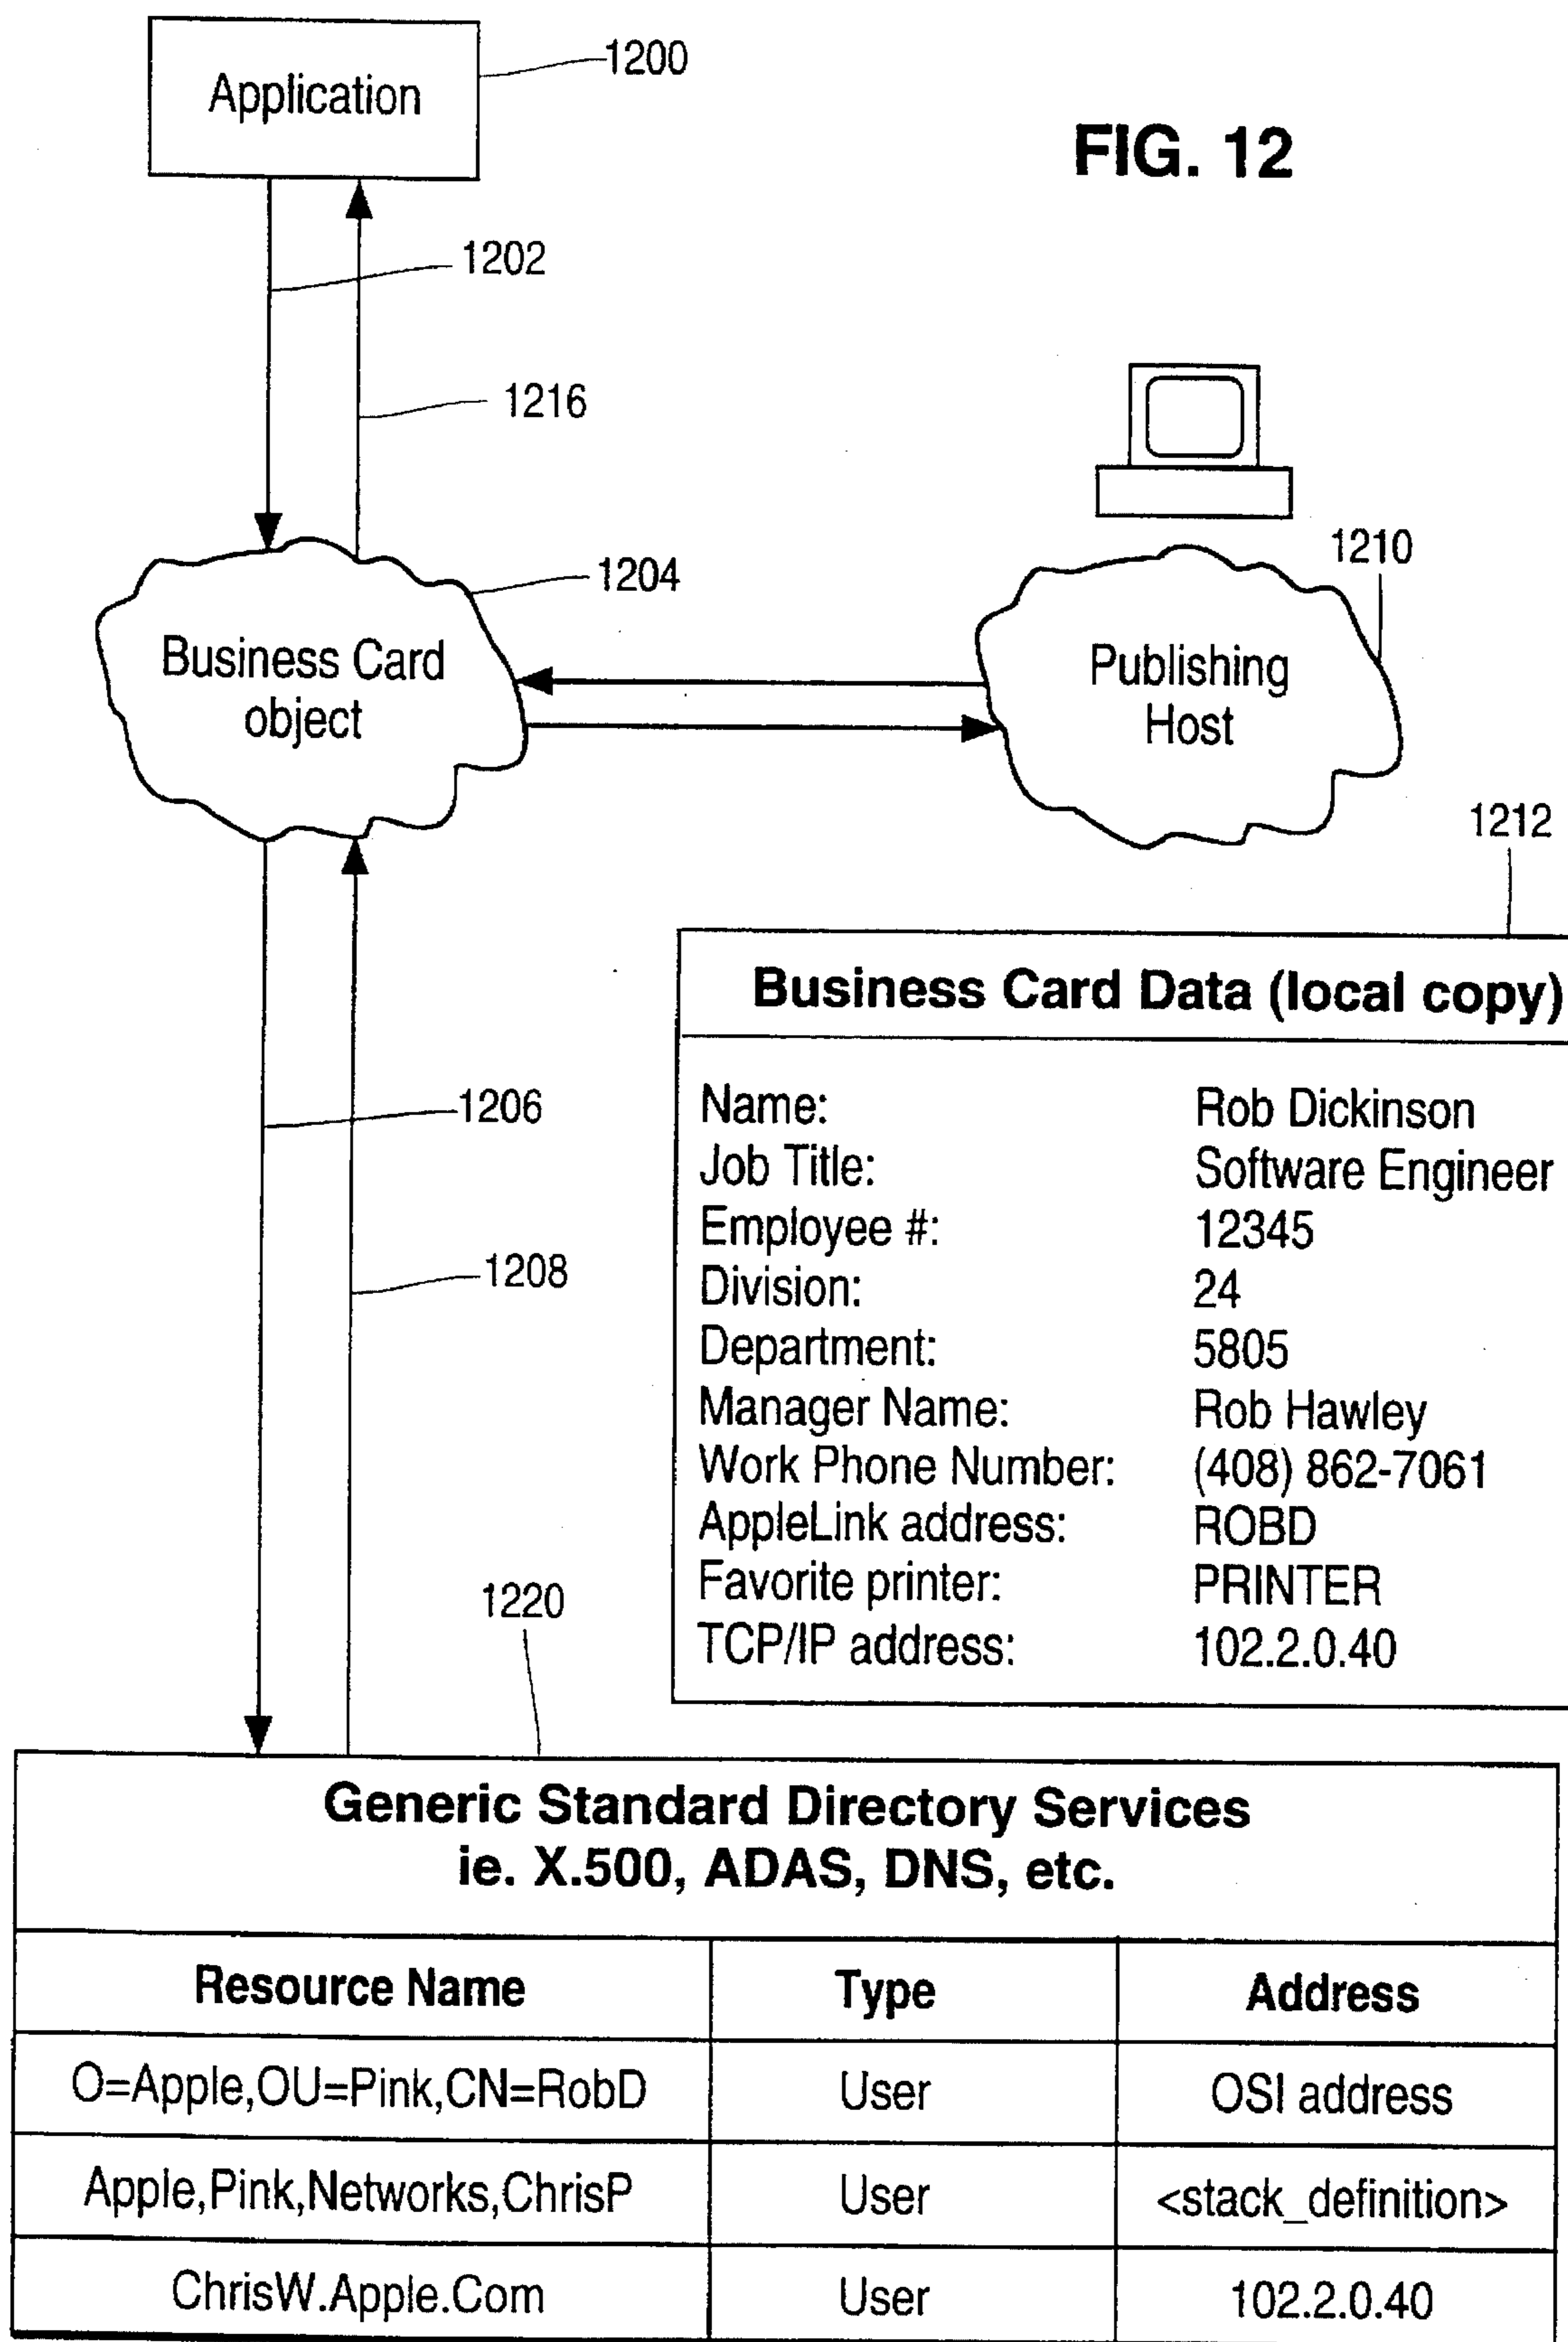 1200
Application
FIG. 12
1202
1216
1204
1210
Business Card
object
Publishing
Host
1212
Business Card Data (local copy)
Name: Rob Dickinson
Job Title: Software Engineer
Employee #: 12345
Division: 24
Department: 5805
Manager Name: Rob Hawley
Work Phone Number: (408) 862-7061
AppleLink address: ROBD
Favorite printer: PRINTER
TCP/IP address: 102.2.0.40
1206
1208
1220
Generic Standard Directory Services
ie. X.500, ADAS, DNS, etc.
Resource Name Type Address
O=Apple,OU=Pink,CN=RobD User OSI address
Apple,Pink,Networks,ChrisP User <stack_definition>
ChrisW.Apple.Com User 102.2.0.40